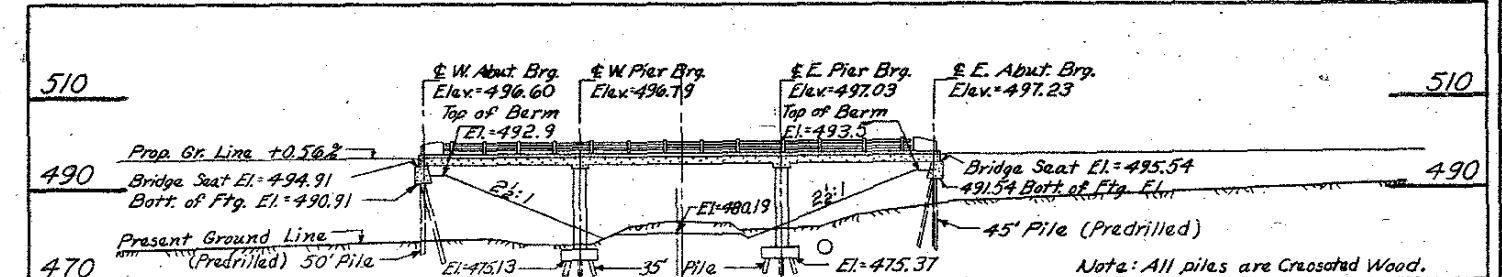 ℄ W. Abut. Brg.
Elev.=496.60
℄ W. Pier Brg.
Elev.=496.79
℄ E. Pier Brg.
Elev.=497.03
℄ E. Abut. Brg.
Elev.=497.23
510
510
Top of Berm
El.=492.9
Top of Berm
El.=493.5
Prop. Gr. Line +0.56%
490
Bridge Seat El.=494.91
Bott. of Ftg. El.=490.91
2½:1
El=480.19
2½:1
Bridge Seat El.=495.54
491.54 Bott. of Ftg. El.
490
Present Ground Line
(Predrilled) 50' Pile
45' Pile (Predrilled)
470
El=475.13
35' Pile
El.=475.37
Note: All piles are Creosoted Wood.